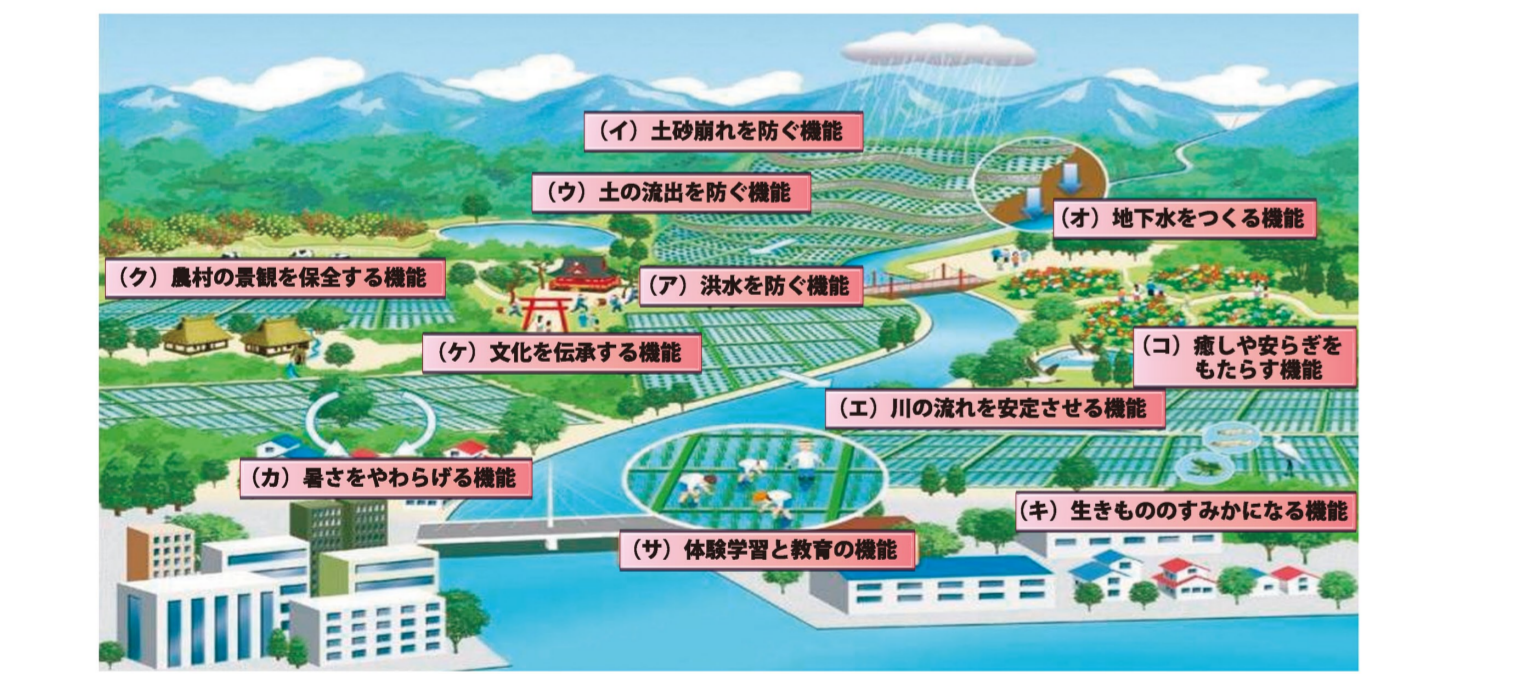 （イ）土砂崩れを防ぐ機能
（ウ）土の流出を防ぐ機能
（オ）地下水をつくる機能
（ク）農村の景観を保全する機能
（ア）洪水を防ぐ機能
（ケ）文化を伝承する機能
（コ）癒しや安らぎを
もたらす機能
（エ）川の流れを安定させる機能
（カ）暑さをやわらげる機能
（キ）生きもののすみかになる機能
（サ）体験学習と教育の機能